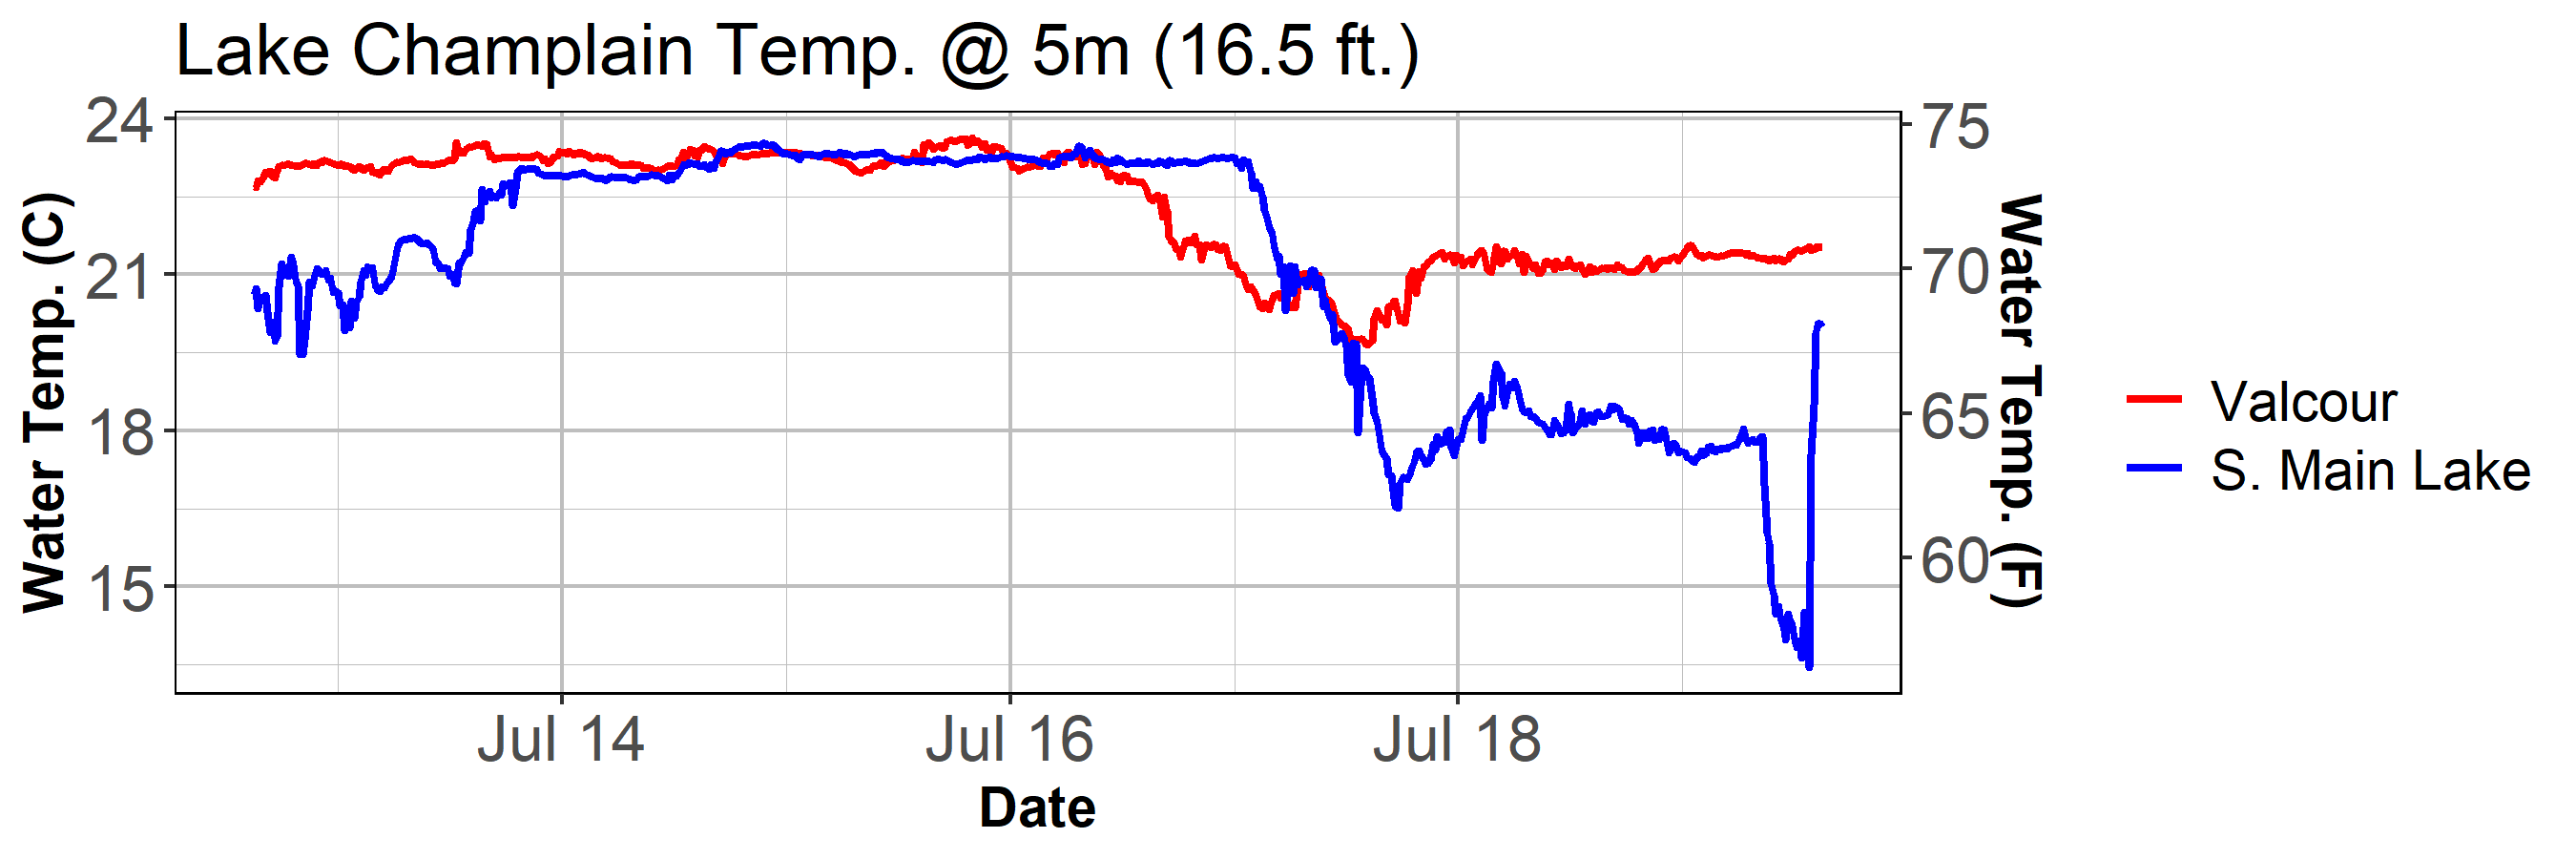 Lake Champlain Temp. @ 5m (16.5 ft.)
24
21
18
15
Water Temp. (C)
75
70
65
60
Water Temp. (F)
Jul 14
Jul 16
Jul 18
Date
Valcour
S. Main Lake